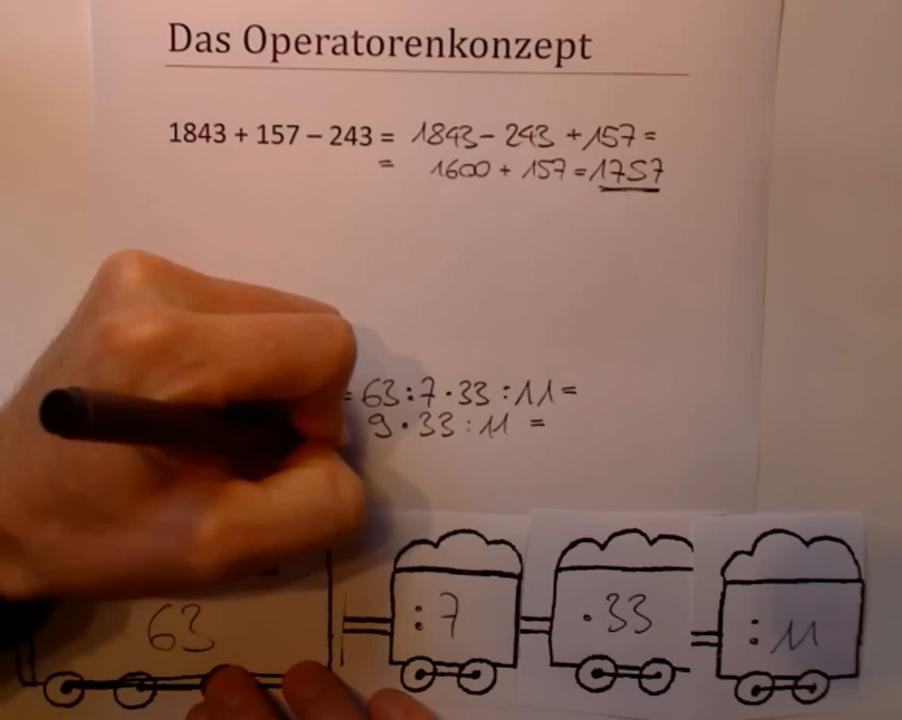 Das Operatorenkonzept
1843 + 157 – 243 = 1843 – 243 + 157 =
= 1600 + 157 = 1757
= 63 : 7 · 33 : 11 =
9 · 33 : 11 =
63 : 7 · 33 : 11